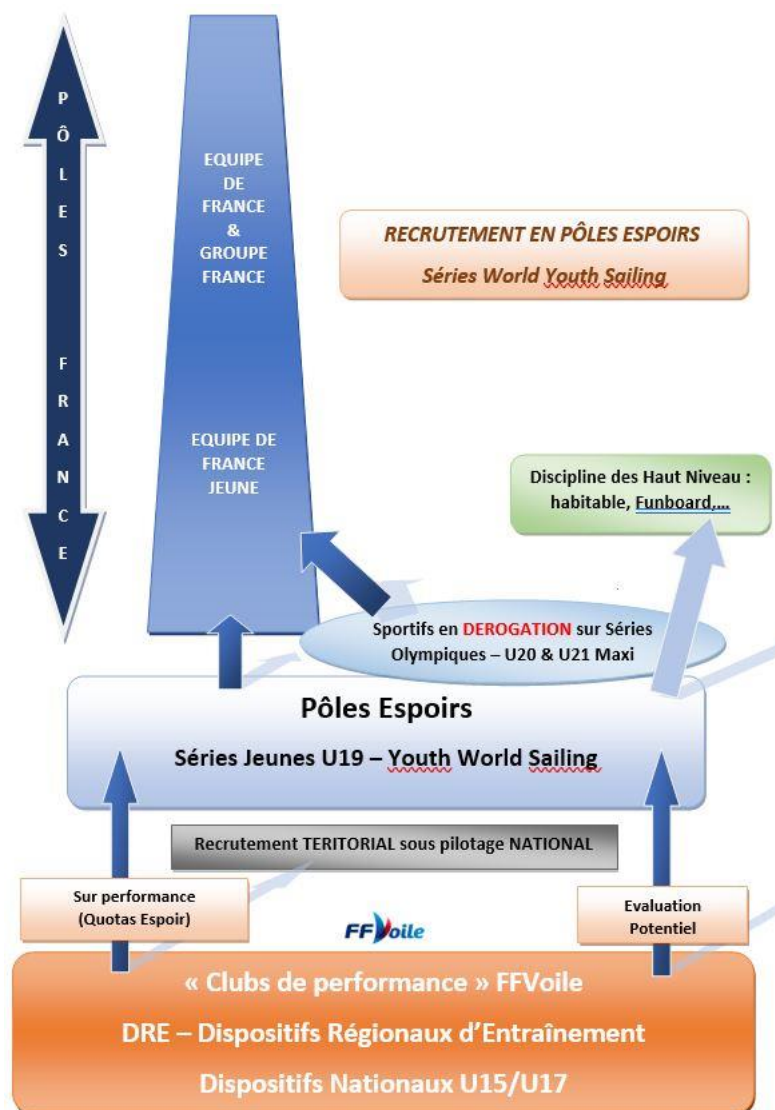 PÔLES FRANCE
EQUIPE
DE
FRANCE
&
GROUPE
FRANCE
RECRUTEMENT EN PÔLES ESPOIRS
Séries World Youth Sailing
EQUIPE DE
FRANCE
JEUNE
Discipline des Haut Niveau :
habitable, Funboard,...
Sportifs en DEROGATION sur Séries
Olympiques – U20 & U21 Maxi
Pôles Espoirs
Séries Jeunes U19 – Youth World Sailing
Recrutement TERITORIAL sous pilotage NATIONAL
Sur performance
(Quotas Espoir)
FFVoile
Evaluation
Potentiel
« Clubs de performance » FFVoile
DRE – Dispositifs Régionaux d'Entraînement
Dispositifs Nationaux U15/U17